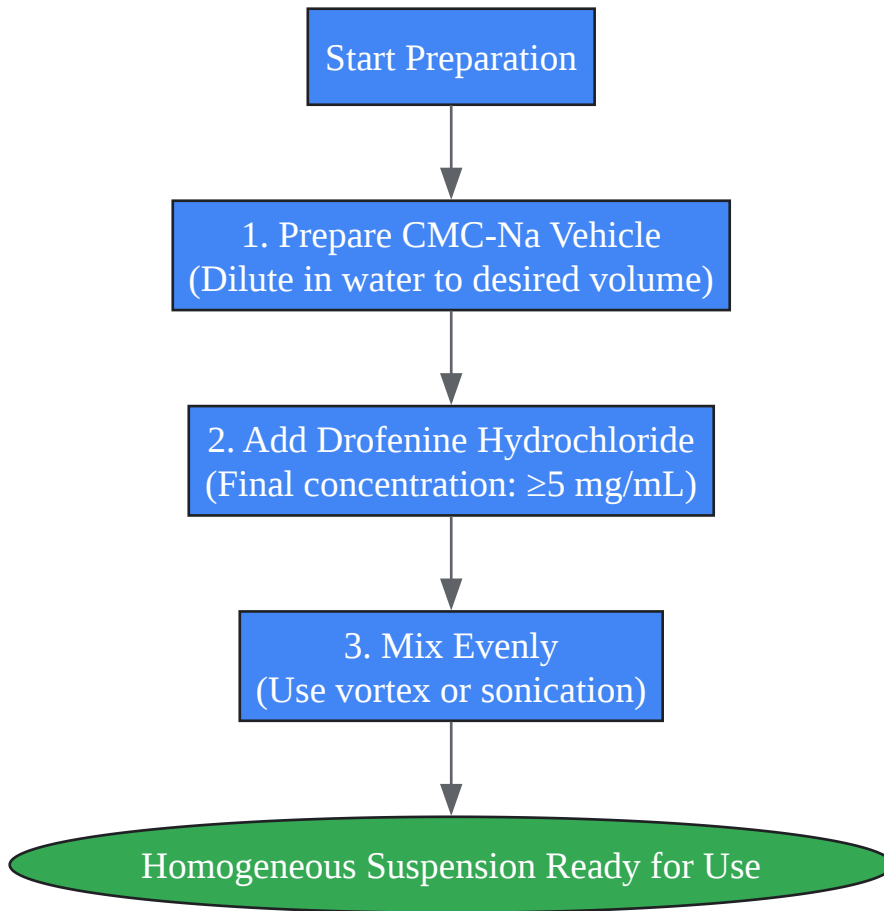 Start Preparation
1. Prepare CMC-Na Vehicle
(Dilute in water to desired volume)
2. Add Drofenine Hydrochloride
(Final concentration: ≥5 mg/mL)
3. Mix Evenly
(Use vortex or sonication)
Homogeneous Suspension Ready for Use